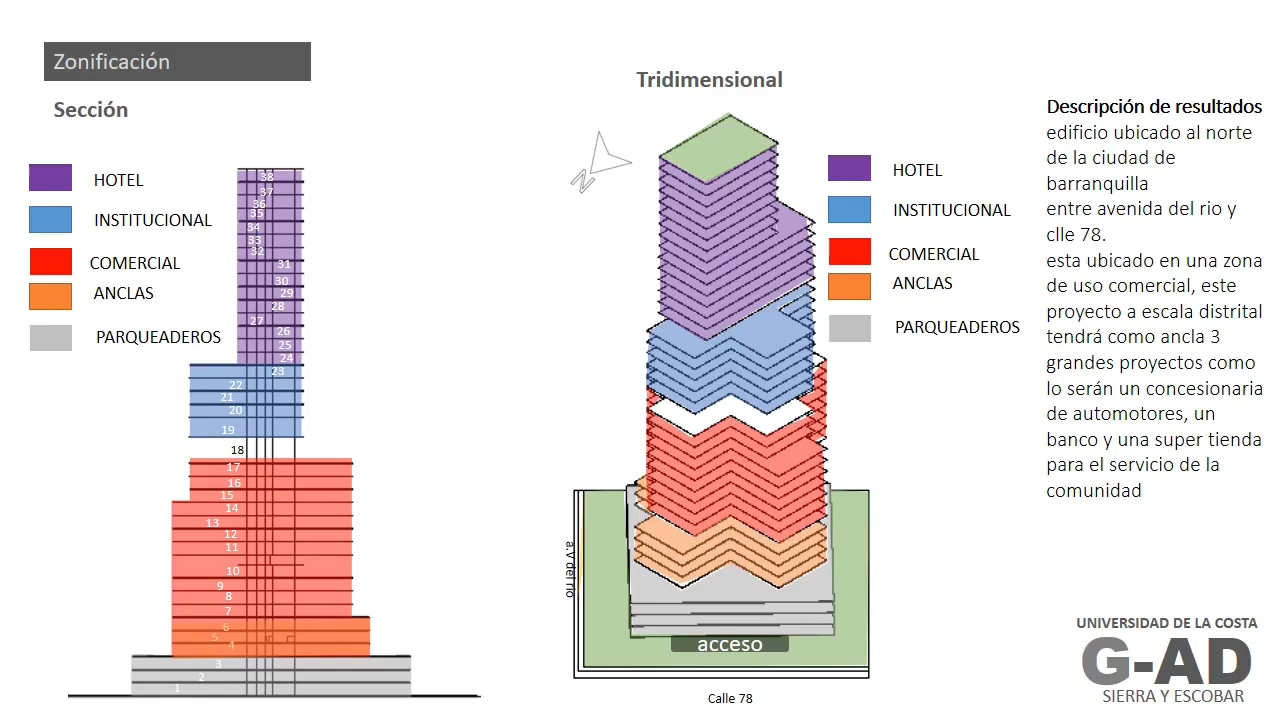 Zonificación
Sección
HOTEL
INSTITUCIONAL
COMERCIAL
ANCLAS
PARQUEADEROS
38
37
36
35
34
33
32
31
30
29
28
27
26
25
24
23
22
21
20
19
18
17
16
15
14
13
12
11
10
9
8
7
6
5
4
3
2
1
Tridimensional
N
HOTEL
INSTITUCIONAL
COMERCIAL
ANCLAS
PARQUEADEROS
a.V del rio
acceso
Calle 78
Descripción de resultados
edificio ubicado al norte
de la ciudad de
barranquilla
entre avenida del rio y
clle 78.
esta ubicado en una zona
de uso comercial, este
proyecto a escala distrital
tendrá como ancla 3
grandes proyectos como
lo serán un concesionaria
de automotores, un
banco y una super tienda
para el servicio de la
comunidad
UNIVERSIDAD DE LA COSTA
G-AD
SIERRA Y ESCOBAR